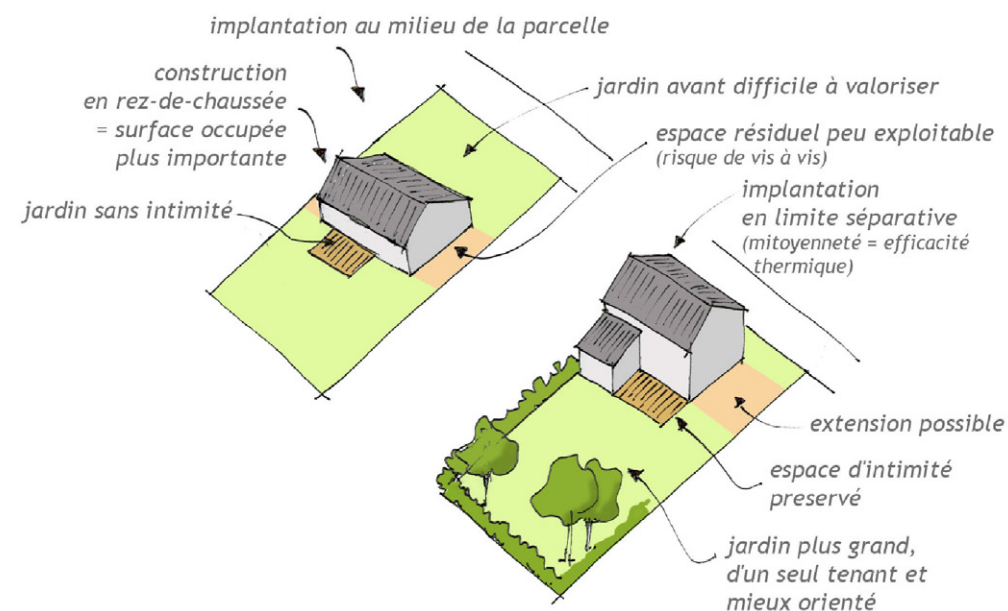 implantation au milieu de la parcelle
construction
en rez-de-chaussée
= surface occupée
plus importante
jardin sans intimité
jardin avant difficile à valoriser
espace résiduel peu exploitable
(risque de vis à vis)
implantation
en limite séparative
(mitoyenneté = efficacité
thermique)
extension possible
espace d'intimité
preservé
jardin plus grand,
d'un seul tenant et
mieux orienté